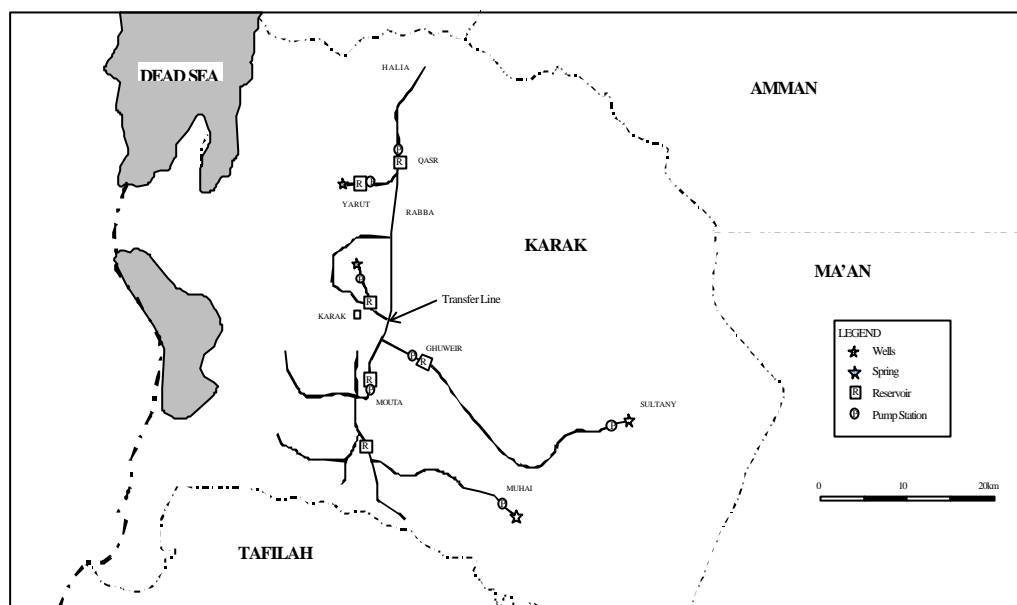 HALIA
DEAD SEA
AMMAN
P
R
QASR
R
P
YARUT
RABBA
KARAK
MA'AN
P
R
KARAK
Transfer Line
GHUWEIR
P
R
R
P
MOUTA
SULTANY
P
R
MUHAI
P
TAFILAH
LEGEND
Wells
Spring
R Reservoir
P Pump Station
0 10 20km